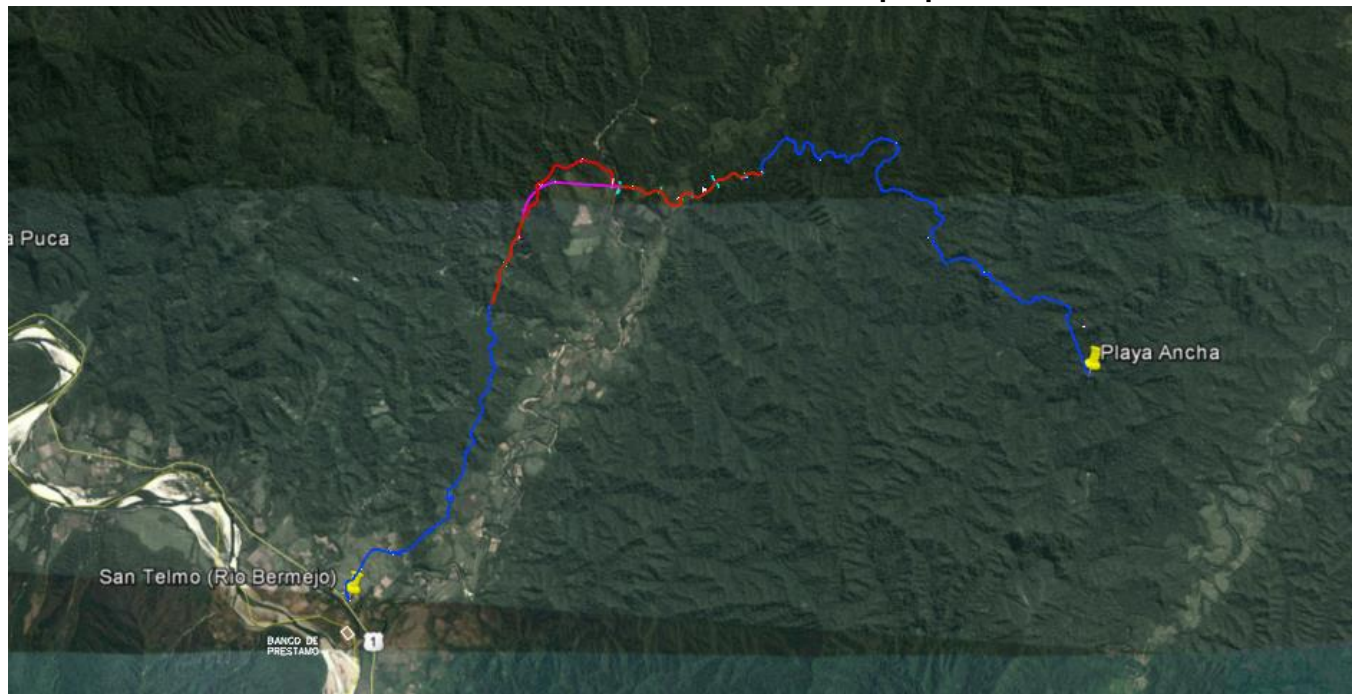 a Puca
Playa Ancha
San Telmo (Rio Bermejo)
BANCO DE
PRESTAMO
1